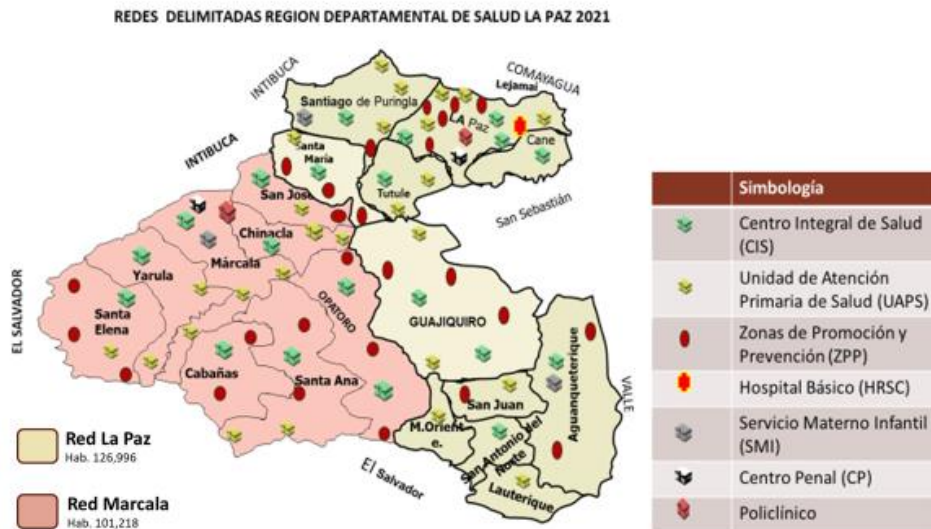 REDES DELIMITADAS REGION DEPARTAMENTAL DE SALUD LA PAZ 2021
INTIBUCA
COMAYAGUA
Lejamai
Santiago de Puringla
LA Paz
Cane
INTIBUCA
Santa
María
Tutule
San Sebastián
San Jose
Chinacla
Márcala
Yarula
EL SALVADOR
Santa
Elena
OPATORO
GUAJIQUIRO
Cabañas
Santa Ana
San Juan
Aguanqueterique
VALLE
M.Orient
e.
San Antonio del
Norte
Lauterique
El Salvador
Red La Paz
Hab. 126,996
Red Marcala
Hab. 101,218
Simbología
Centro Integral de Salud
(CIS)
Unidad de Atención
Primaria de Salud (UAPS)
Zonas de Promoción y
Prevención (ZPP)
Hospital Básico (HRSC)
Servicio Materno Infantil
(SMI)
Centro Penal (CP)
Policlínico